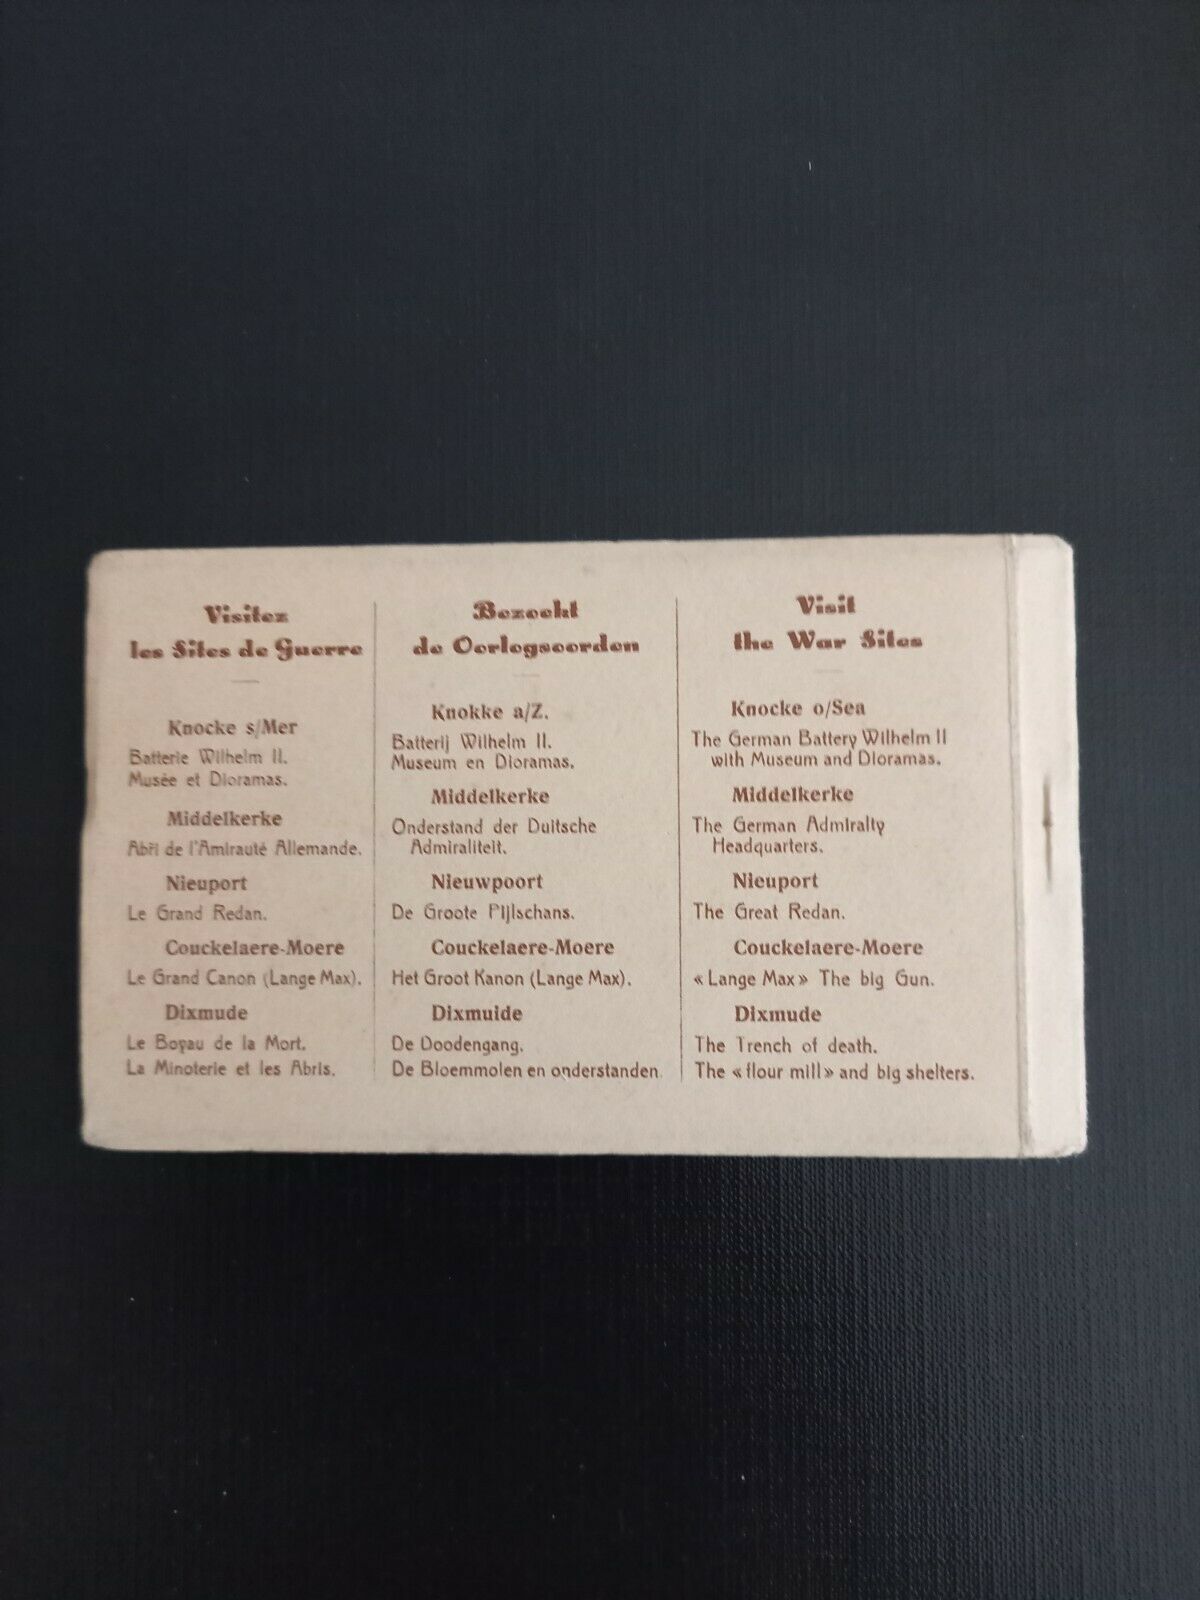 Visitez
les Sites de Guerre
Knocke s/Mer
Batterie Wilhelm II.
Musée et Dioramas.
Middelkerke
Abri de l'Amirauté Allemande.
Nieuport
Le Grand Redan.
Couckelaere-Moere
Le Grand Canon (Lange Max).
Dixmude
Le Boyau de la Mort.
La Minoterie et les Abris.
Bezoekt
de Oorlogsoorden
Knokke a/Z.
Batterij Wilhelm II.
Museum en Dioramas.
Middelkerke
Onderstand der Duitsche
Admiraliteit.
Nieuwpoort
De Groote Pijlschans.
Couckelaere-Moere
Het Groot Kanon (Lange Max).
Dixmuide
De Doodengang.
De Bloemmolen en onderstanden
Visit
the War Sites
Knocke o/Sea
The German Battery Wilhelm II
with Museum and Dioramas.
Middelkerke
The German Admiralty
Headquarters.
Nieuport
The Great Redan.
Couckelaere-Moere
« Lange Max » The big Gun.
Dixmude
The Trench of death.
The « flour mill » and big shelters.